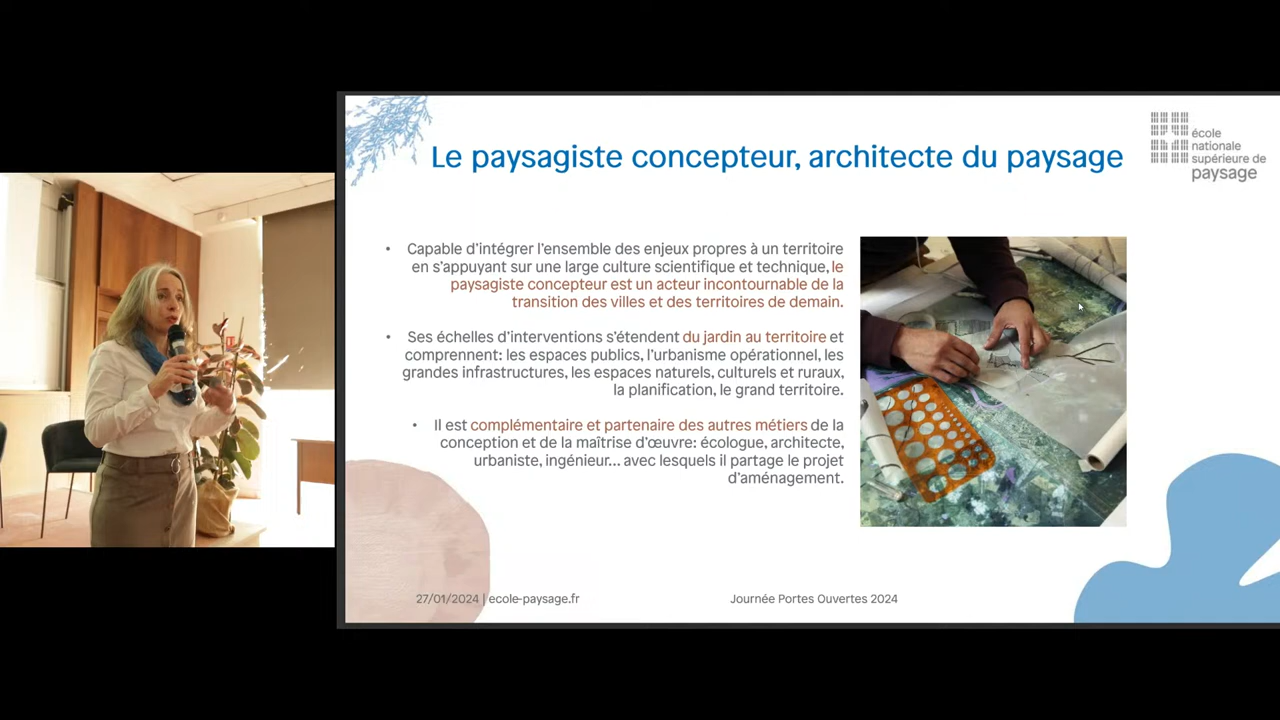 Le paysagiste concepteur, architecte du paysage
école
nationale
supérieure de
paysage
• Capable d'intégrer l'ensemble des enjeux propres à un territoire
en s'appuyant sur une large culture scientifique et technique, le
paysagiste concepteur est un acteur incontournable de la
transition des villes et des territoires de demain.
• Ses échelles d'interventions s'étendent du jardin au territoire et
comprennent: les espaces publics, l'urbanisme opérationnel, les
grandes infrastructures, les espaces naturels, culturels et ruraux,
la planification, le grand territoire.
• Il est complémentaire et partenaire des autres métiers de la
conception et de la maîtrise d'œuvre: écologue, architecte,
urbaniste, ingénieur... avec lesquels il partage le projet
d'aménagement.
27/01/2024 | ecole-paysage.fr
Journée Portes Ouvertes 2024